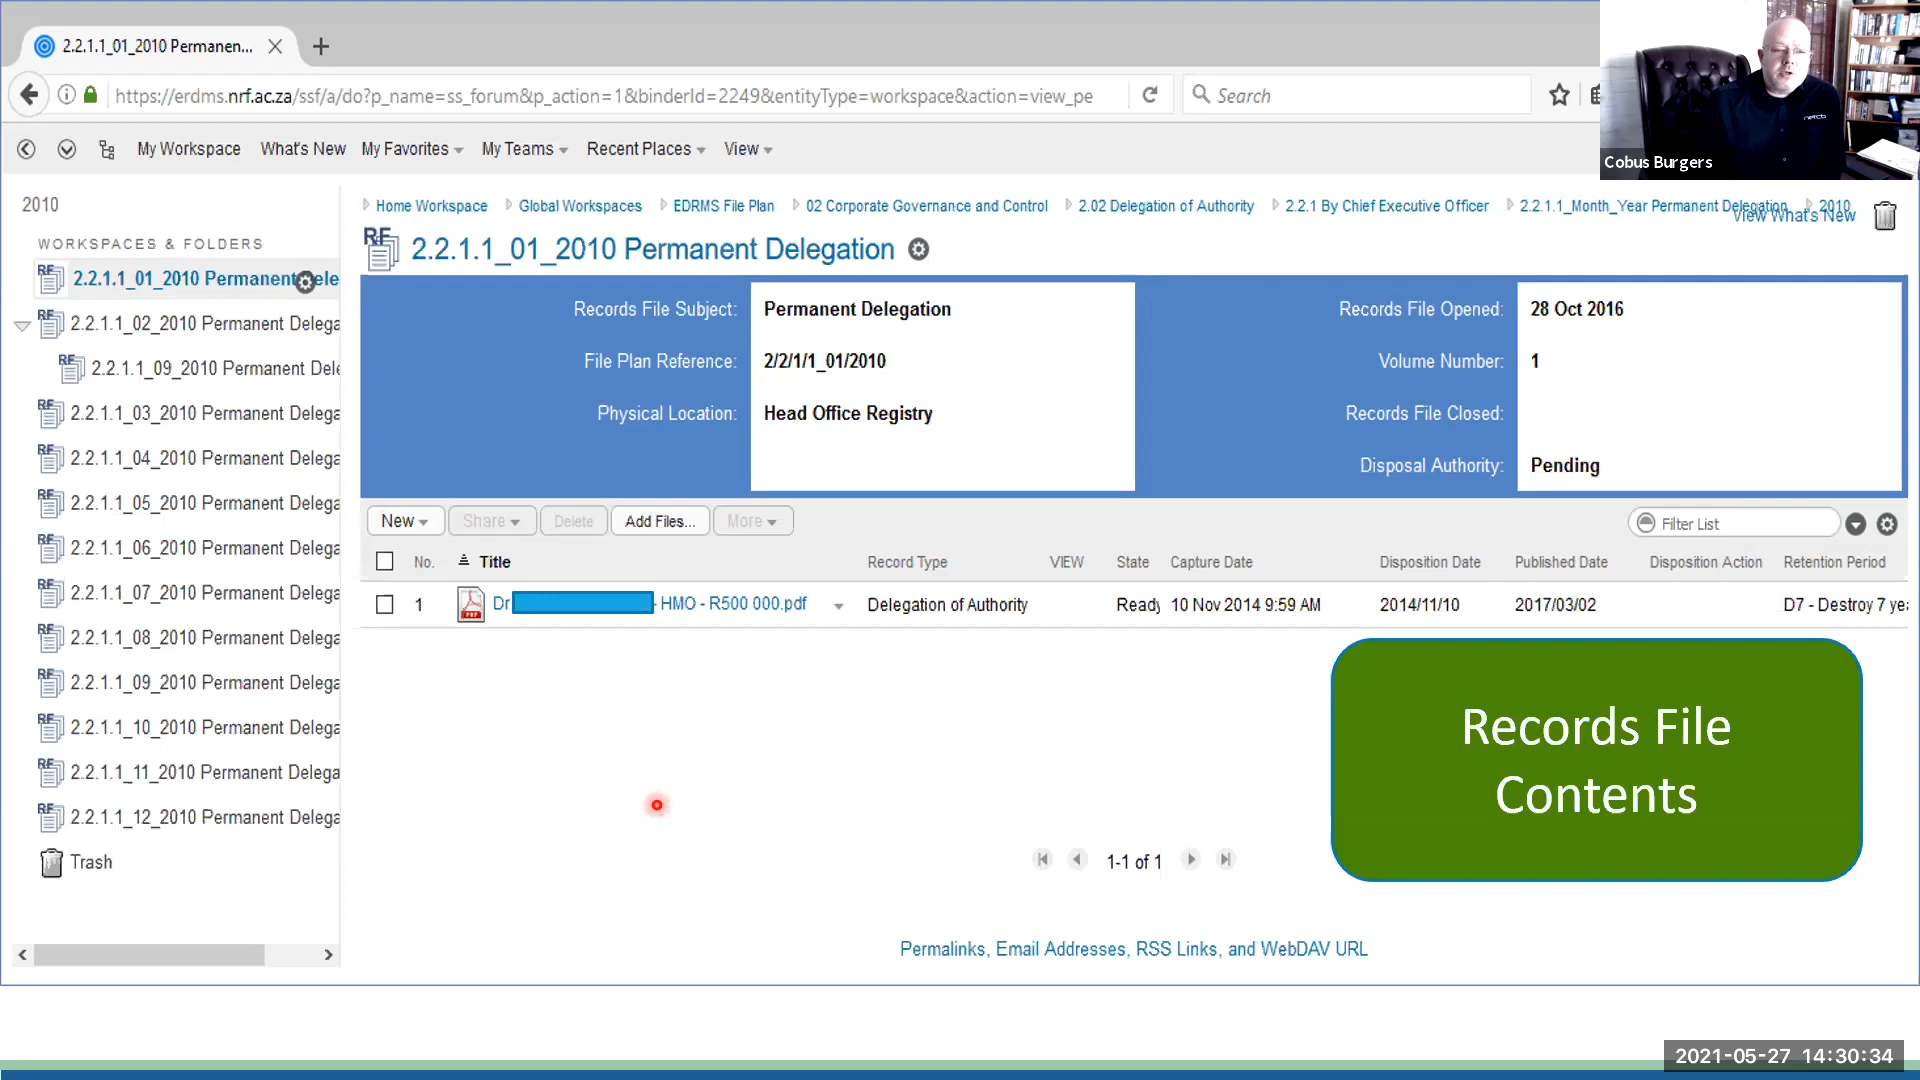 2.2.1.1_01_2010 Permanen...
https://erdms.nrf.ac.za/ssf/a/do?p_name=ss_forum&p_action=1&binderId=2249&entityType=workspace&action=view_pe
Search
Cobus Burgers
My Workspace What's New My Favorites My Teams Recent Places View
2010
WORKSPACES & FOLDERS
2.2.1.1_01_2010 Permanent ele
2.2.1.1_02_2010 Permanent Delega
2.2.1.1_09_2010 Permanent Dele
2.2.1.1_03_2010 Permanent Delega
2.2.1.1_04_2010 Permanent Delega
2.2.1.1_05_2010 Permanent Delega
2.2.1.1_06_2010 Permanent Delega
2.2.1.1_07_2010 Permanent Delega
2.2.1.1_08_2010 Permanent Delega
2.2.1.1_09_2010 Permanent Delega
2.2.1.1_10_2010 Permanent Delega
2.2.1.1_11_2010 Permanent Delega
2.2.1.1_12_2010 Permanent Delega
Trash
Home Workspace Global Workspaces EDRMS File Plan 02 Corporate Governance and Control 2.02 Delegation of Authority 2.2.1 By Chief Executive Officer 2.2.1.1_Month_Year Permanent Delegation 2010
View What's New
RF 2.2.1.1_01_2010 Permanent Delegation
Records File Subject: Permanent Delegation Records File Opened: 28 Oct 2016
File Plan Reference: 2/2/1/1_01/2010 Volume Number: 1
Physical Location: Head Office Registry Records File Closed:
Disposal Authority: Pending
New Share Delete Add Files... More Filter List
No. Title Record Type VIEW State Capture Date Disposition Date Published Date Disposition Action Retention Period
1 Dr - HMO - R500 000.pdf Delegation of Authority Ready 10 Nov 2014 9:59 AM 2014/11/10 2017/03/02 D7 - Destroy 7 yea
Records File
Contents
1-1 of 1
Permalinks, Email Addresses, RSS Links, and WebDAV URL
2021-05-27 14:30:34